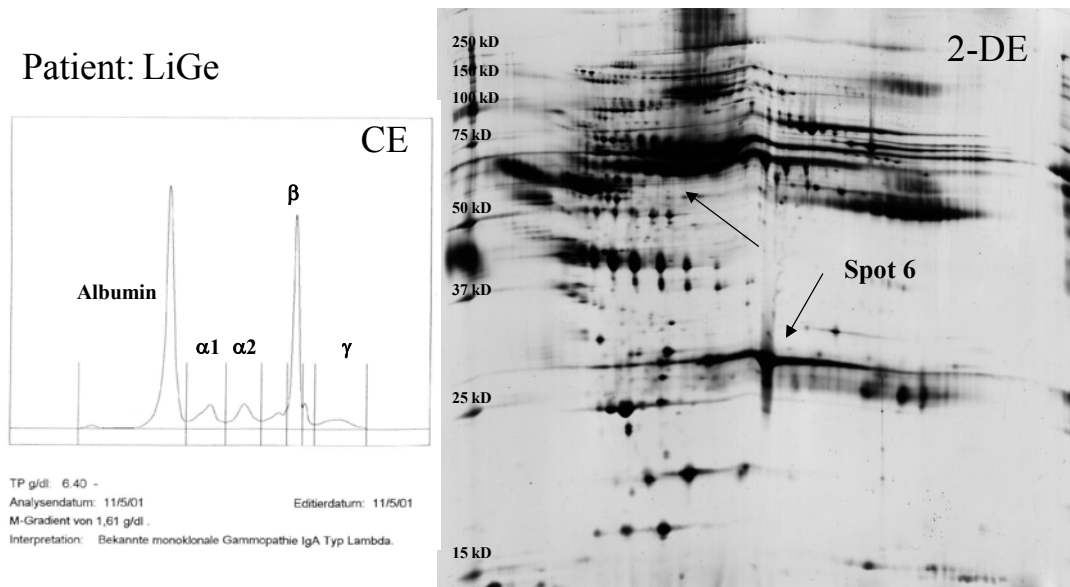 Patient: LiGe
CE
Albumin
α1
α2
β
γ
TP g/dl: 6.40 -
Analysendatum: 11/5/01 Editierdatum: 11/5/01
M-Gradient von 1,61 g/dl .
Interpretation: Bekannte monoklonale Gammopathie IgA Typ Lambda.
2-DE
250 kD
150 kD
100 kD
75 kD
50 kD
Spot 6
37 kD
25 kD
15 kD